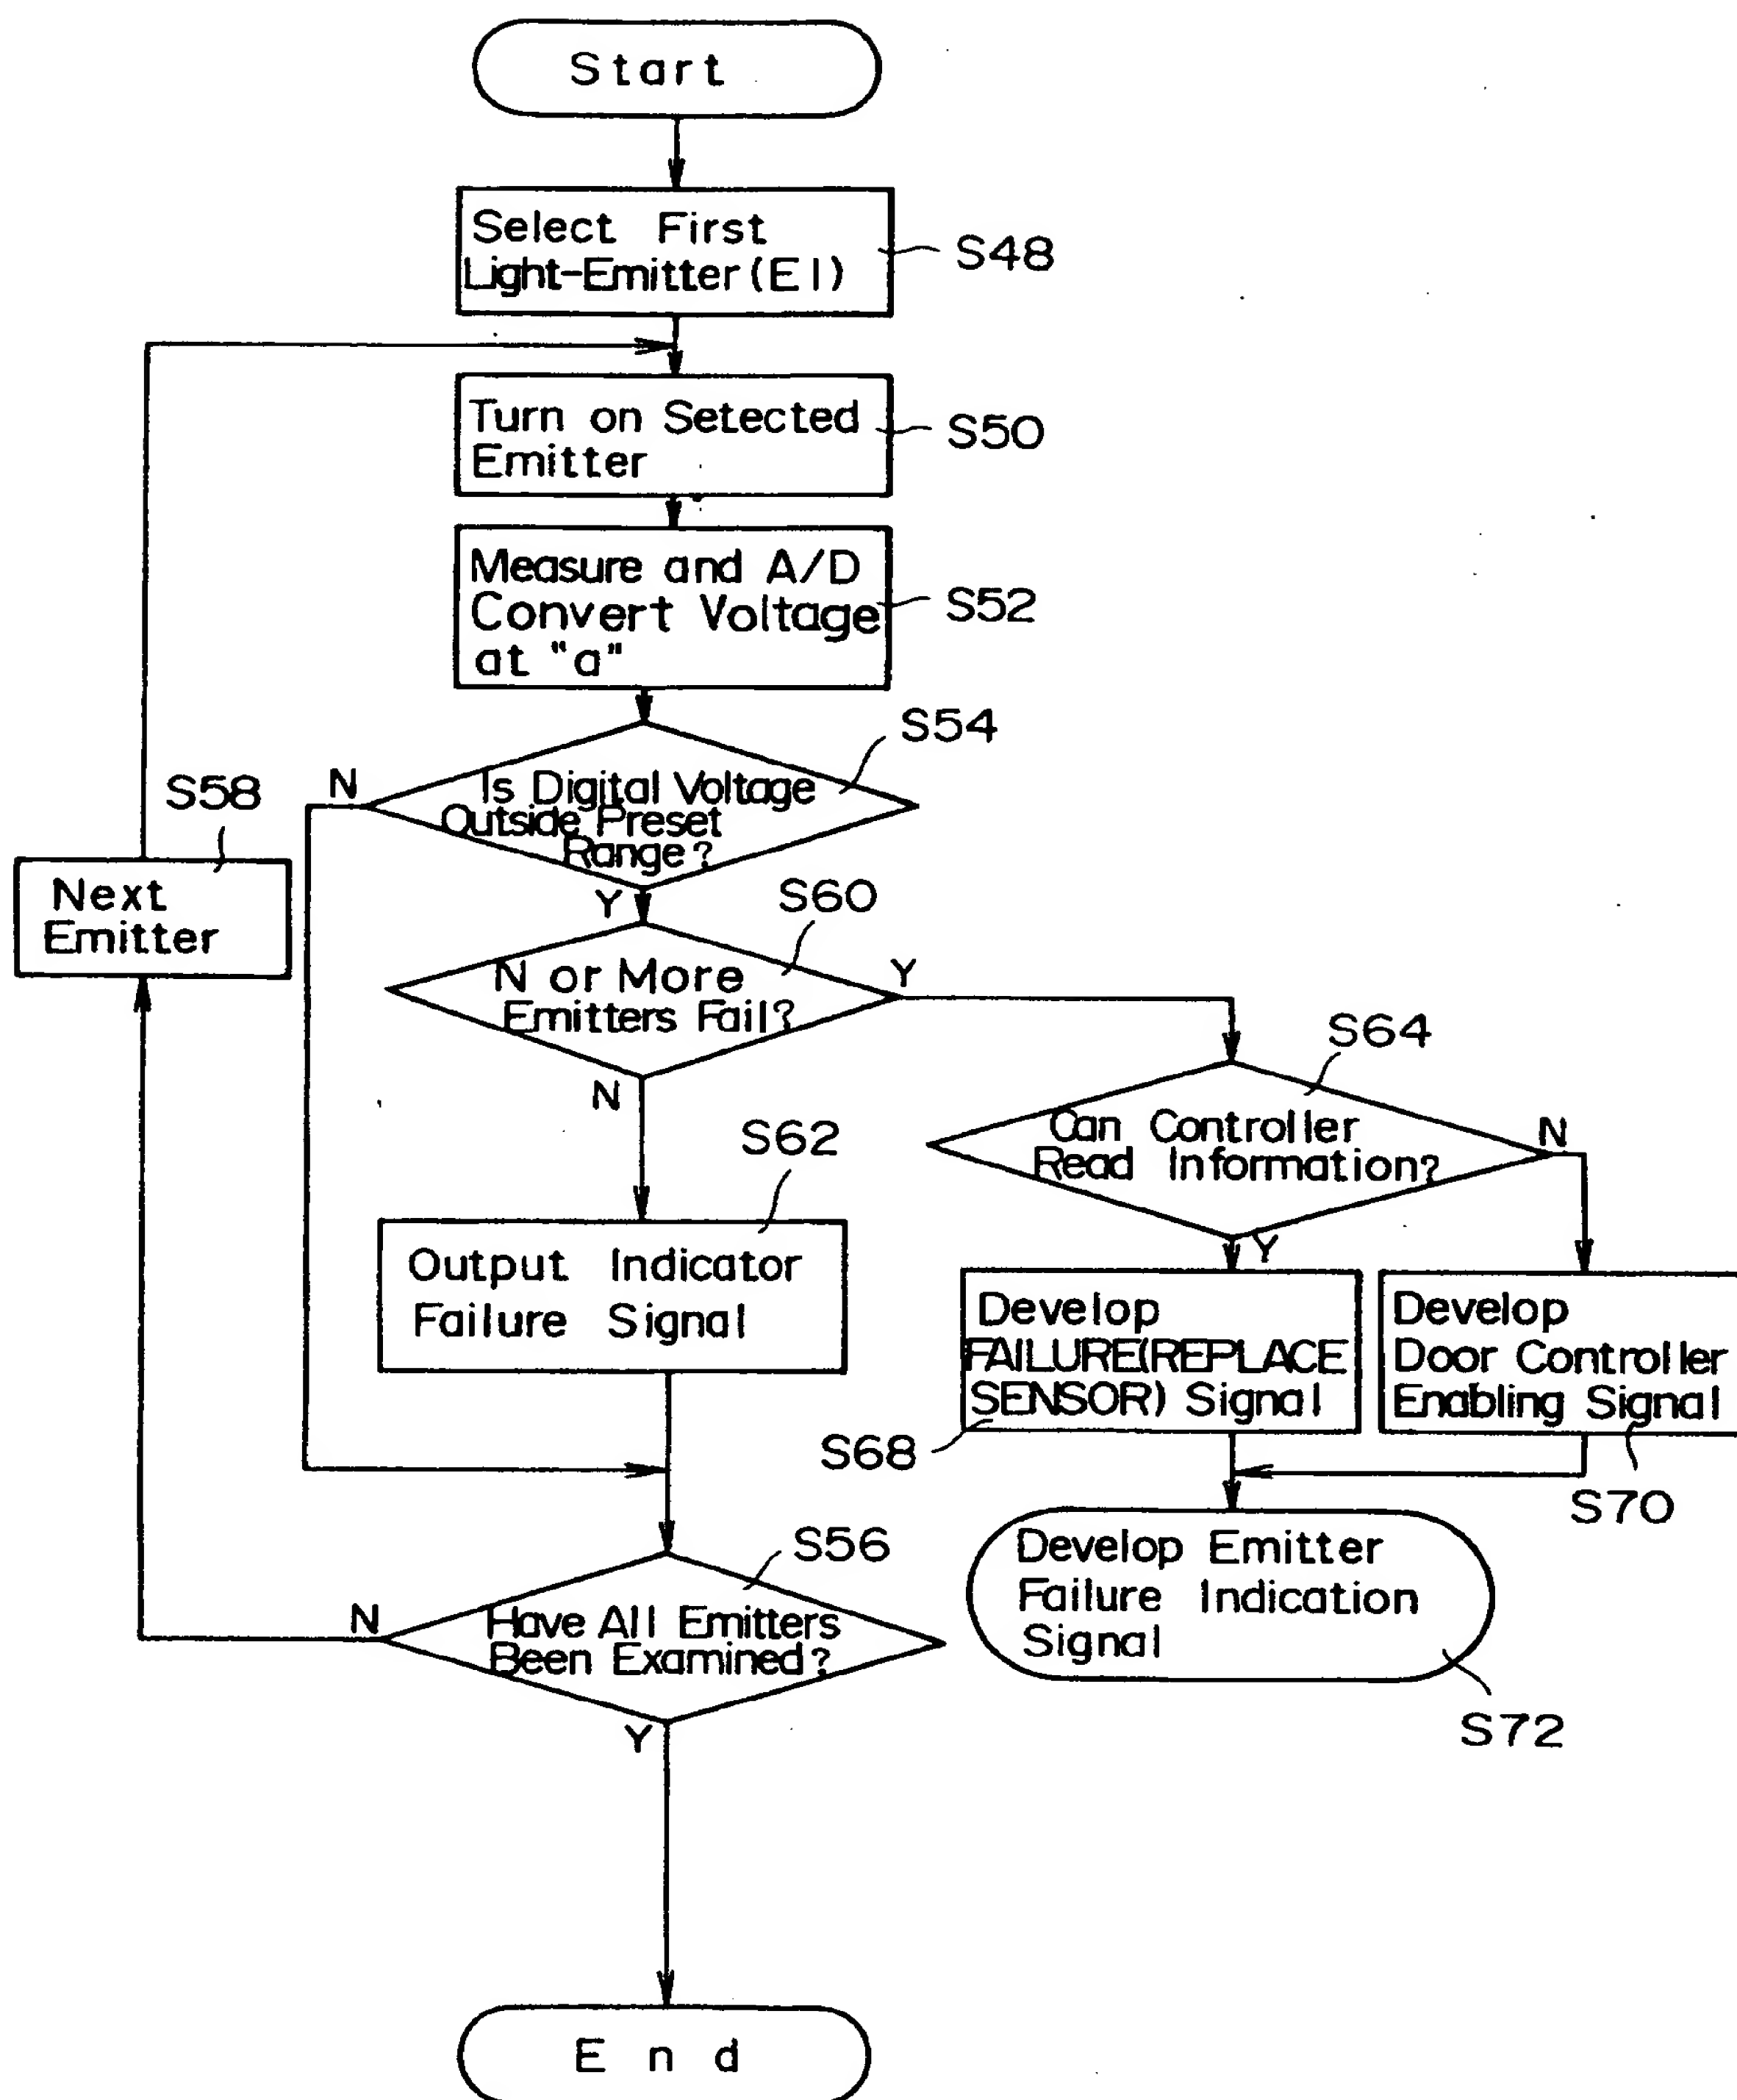 Start
Select First
Light-Emitter(E1)
S48
Turn on Setected
Emitter
S50
Measure and A/D
Convert Voltage
at "a"
S52
S54
N
Is Digital Voltage
Outside Preset
Range?
S58
Next
Emitter
Y
S60
N or More
Emitters Fail?
Y
N
S64
Can Controller
Read Information?
N
Y
S62
Output Indicator
Failure Signal
Develop
FAILURE(REPLACE
SENSOR) Signal
S68
Develop
Door Controller
Enabling Signal
S70
S56
N
Have All Emitters
Been Examined?
Y
Develop Emitter
Failure Indication
Signal
S72
End